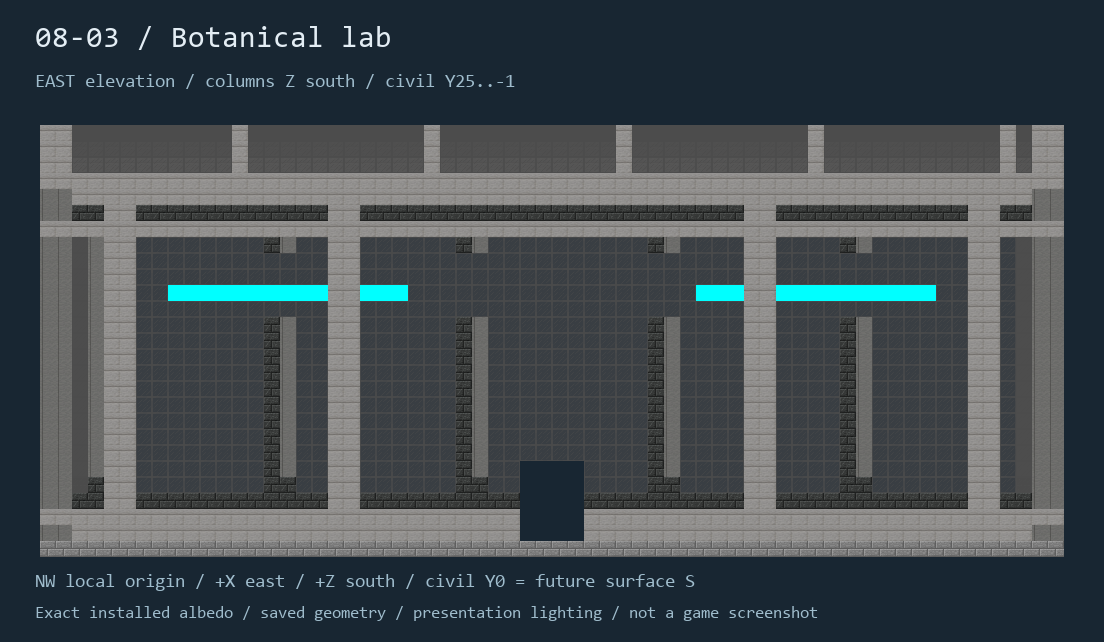 08-03 / Botanical lab
EAST elevation / columns Z south / civil Y25..-1
NW local origin / +X east / +Z south / civil Y0 = future surface S
Exact installed albedo / saved geometry / presentation lighting / not a game screenshot